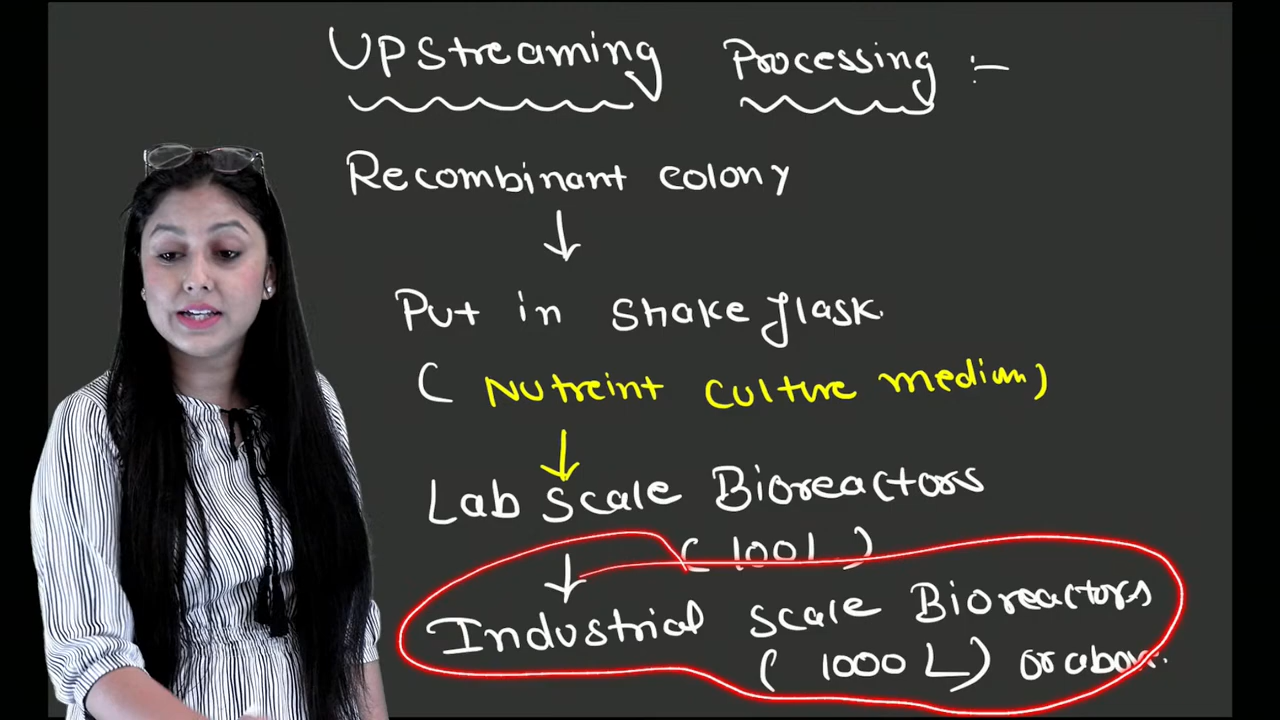 UPStreaming Processing :-
Recombinant colony
↓
Put in shake flask.
( Nutreint culture medium)
↓
Lab scale Bioreactors
( 100L )
↓
Industrial scale Bioreactors
( 1000 L) or above.